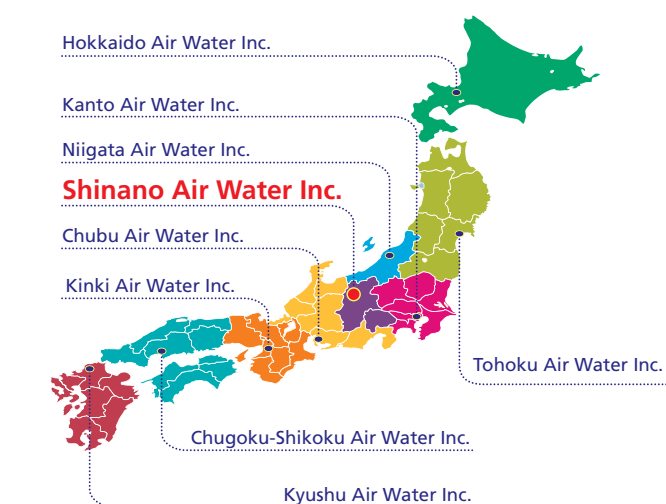 Hokkaido Air Water Inc.
Kanto Air Water Inc.
Niigata Air Water Inc.
Shinano Air Water Inc.
Chubu Air Water Inc.
Kinki Air Water Inc.
Tohoku Air Water Inc.
Chugoku-Shikoku Air Water Inc.
Kyushu Air Water Inc.